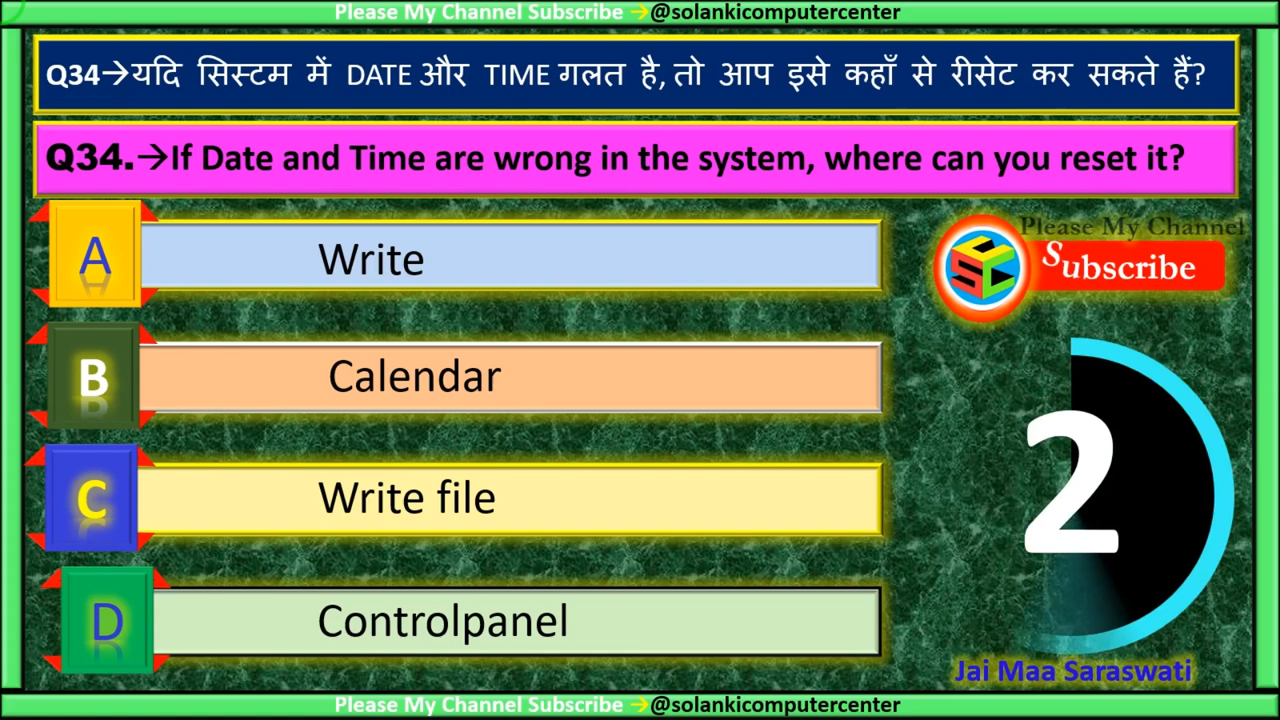 Please My Channel Subscribe →@solankicomputercenter
Q34→यदि सिस्टम में DATE और TIME गलत है, तो आप इसे कहाँ से रीसेट कर सकते हैं?
Q34.→If Date and Time are wrong in the system, where can you reset it?
A Write
Please My Channel
Subscribe
SCC
B Calendar
2
C Write file
D Controlpanel
Jai Maa Saraswati
Please My Channel Subscribe →@solankicomputercenter